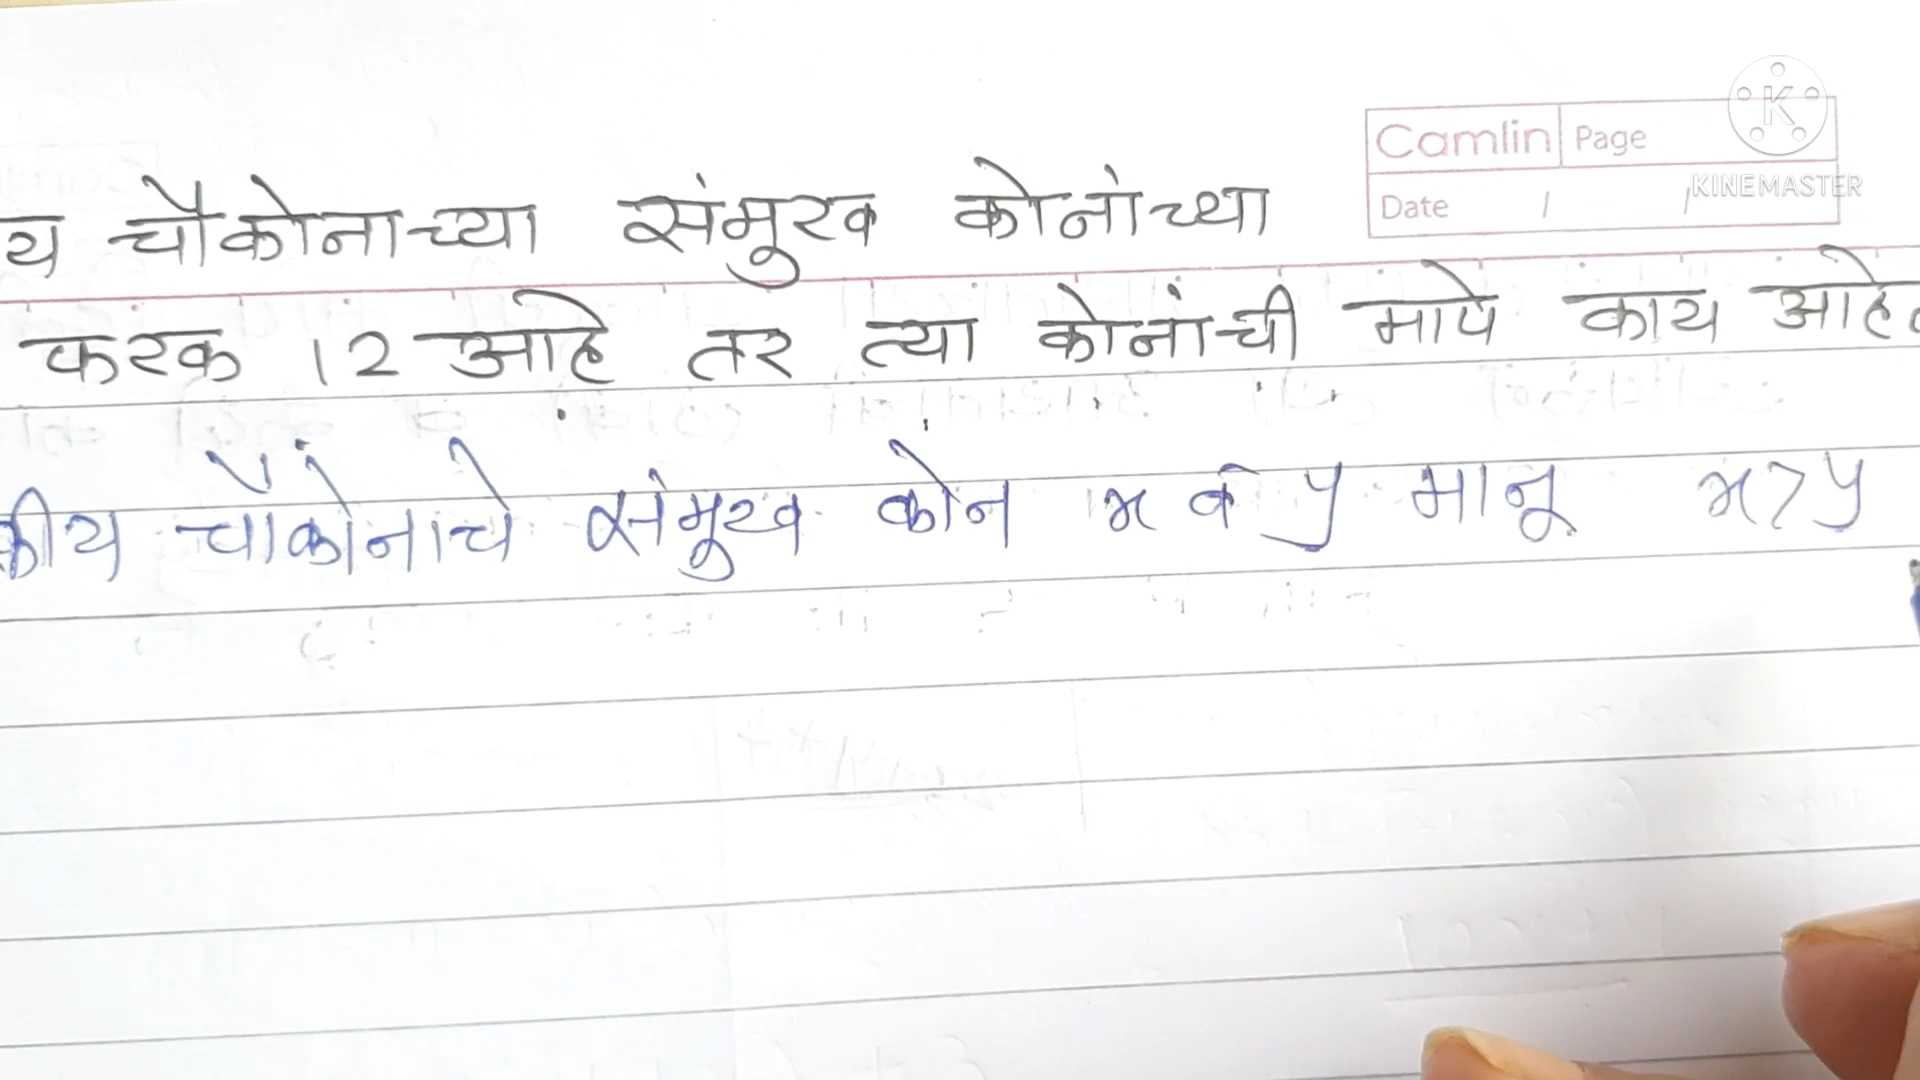 Camlin Page
Date / /
KINEMASTER
य चौकोनाच्या संमुख कोनांच्या
फरक 12 आहे तर त्या कोनांची मापे काय आहेत
कीय चौकोनाचे संमुख कोन x व y मानू x>y